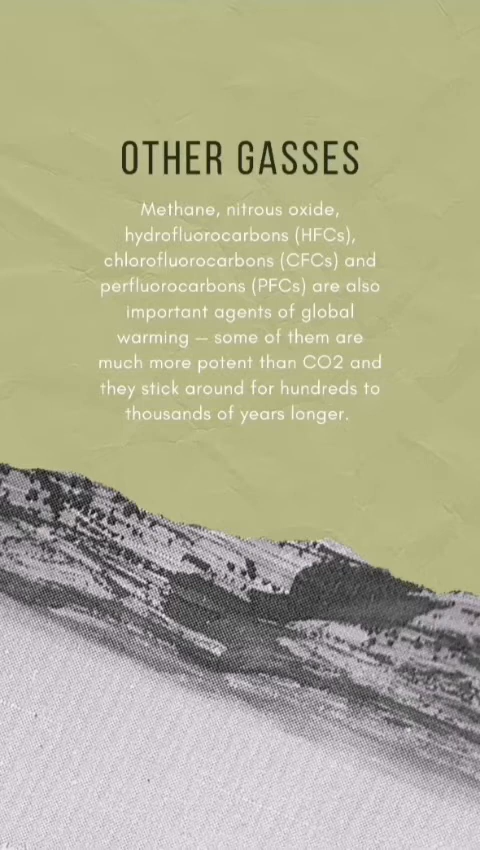 OTHER GASSES
Methane, nitrous oxide,
hydrofluorocarbons (HFCs),
chlorofluorocarbons (CFCs) and
perfluorocarbons (PFCs) are also
important agents of global
warming — some of them are
much more potent than CO2 and
they stick around for hundreds to
thousands of years longer.